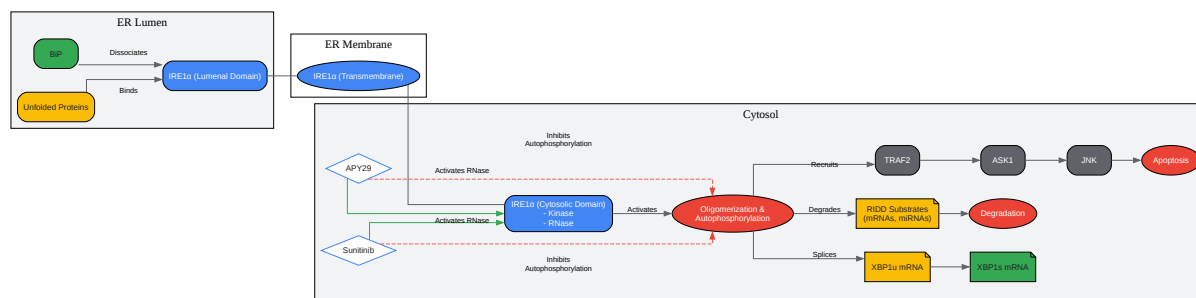 ER Lumen
BiP
Dissociates
IRE1α (Lumenal Domain)
Binds
Unfolded Proteins
ER Membrane
IRE1α (Transmembrane)
Cytosol
Inhibits
Autophosphorylation
APY29
Activates RNase
Activates RNase
IRE1α (Cytosolic Domain)
- Kinase
- RNase
Sunitinib
Inhibits
Autophosphorylation
Activates
Oligomerization &
Autophosphorylation
Recruits
TRAF2
ASK1
JNK
Apoptosis
Degrades
RIDD Substrates
(mRNAs, miRNAs)
Degradation
Splices
XBP1u mRNA
XBP1s mRNA